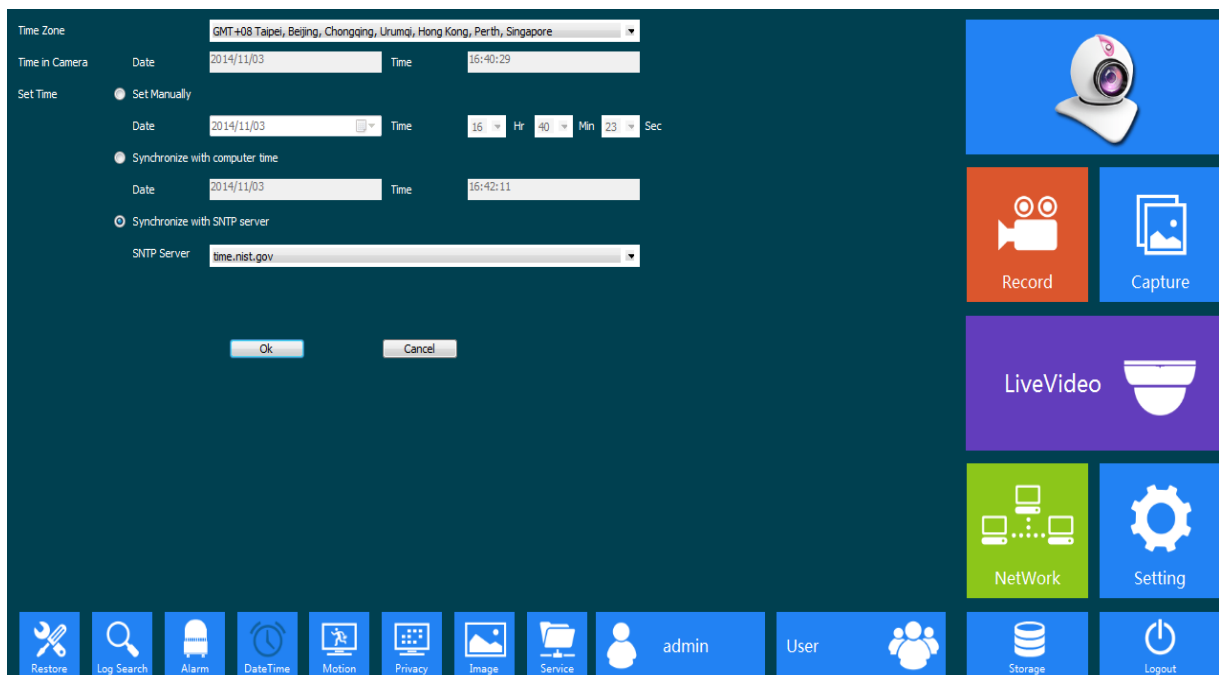 Time Zone GMT+08 Taipei, Beijing, Chongqing, Urumqi, Hong Kong, Perth, Singapore
Time in Camera Date 2014/11/03 Time 16:40:29
Set Time Set Manually
Date 2014/11/03 Time 16 Hr 40 Min 23 Sec
Synchronize with computer time
Date 2014/11/03 Time 16:42:11
Synchronize with SNTP server
SNTP Server time.nist.gov
Ok Cancel
Record Capture
LiveVideo
NetWork Setting
Restore Log Search Alarm DateTime Motion Privacy Image Service admin User Storage Logout